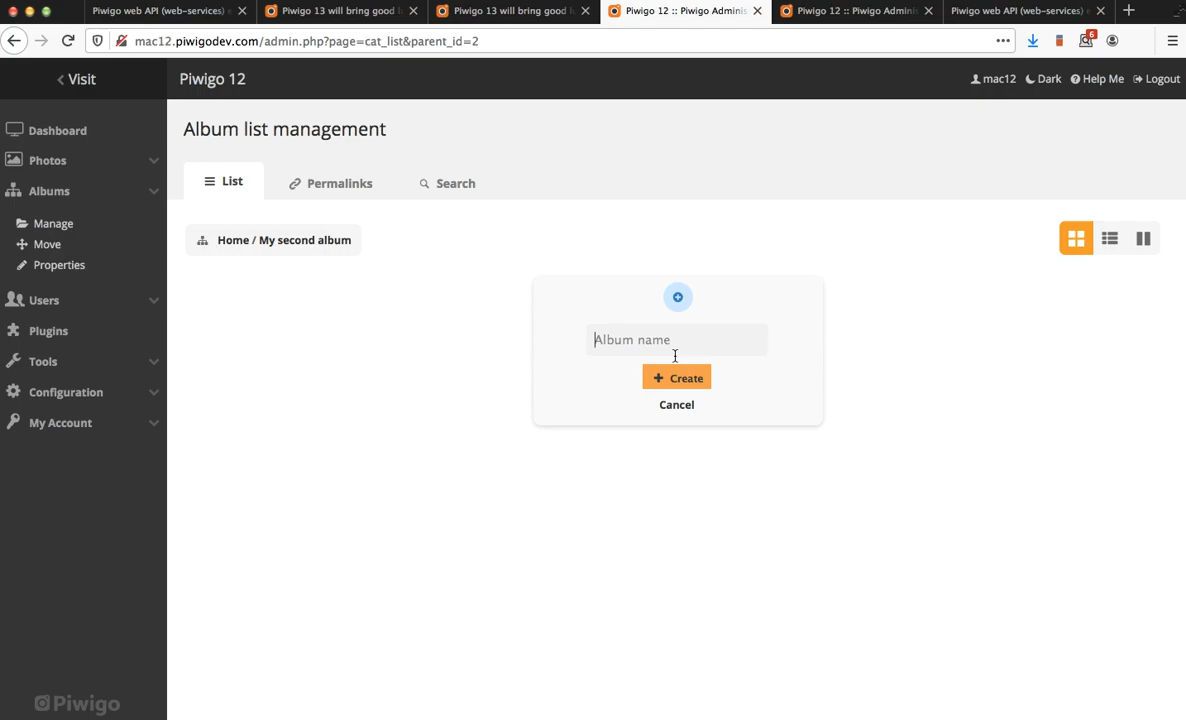 Piwigo web API (web-services)
Piwigo 13 will bring good
Piwigo 13 will bring good
Piwigo 12 :: Piwigo Adminis
Piwigo 12 :: Piwigo Admin
Piwigo web API (web-services)
mac12.piwigodev.com/admin.php?page=cat_list&parent_id=2
6
Visit
Piwigo 12
mac12
Dark
Help Me
Logout
Dashboard
Photos
Albums
Manage
Move
Properties
Users
Plugins
Tools
Configuration
My Account
Piwigo
Album list management
List
Permalinks
Search
Home / My second album
Album name
+ Create
Cancel